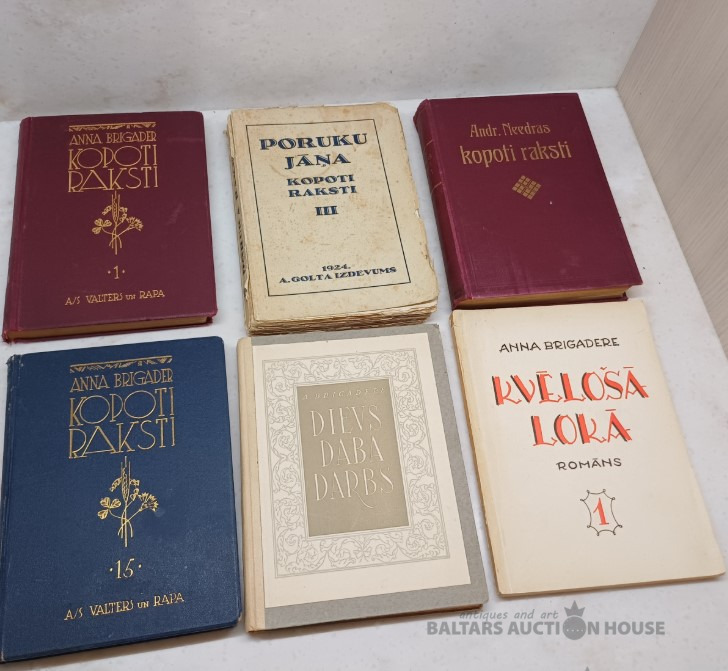 ANNA BRIGADER
KOPOTI
RAKSTI
·1·
A/S VALTERS un RAPA
PORUKU
JĀŅA
KOPOTI
RAKSTI
III
1924.
A. GOLTA IZDEVUMS
Andr. Needras
kopoti raksti
ANNA BRIGADER
KOPOTI
RAKSTI
·15·
A/S VALTERS un RAPA
A. BRIGADERE
DIEVS
DABA
DARBS
ANNA BRIGADERE
KVĒLOŠĀ
LOKĀ
ROMĀNS
1
antiques and art
BALTARS AUCTION HOUSE